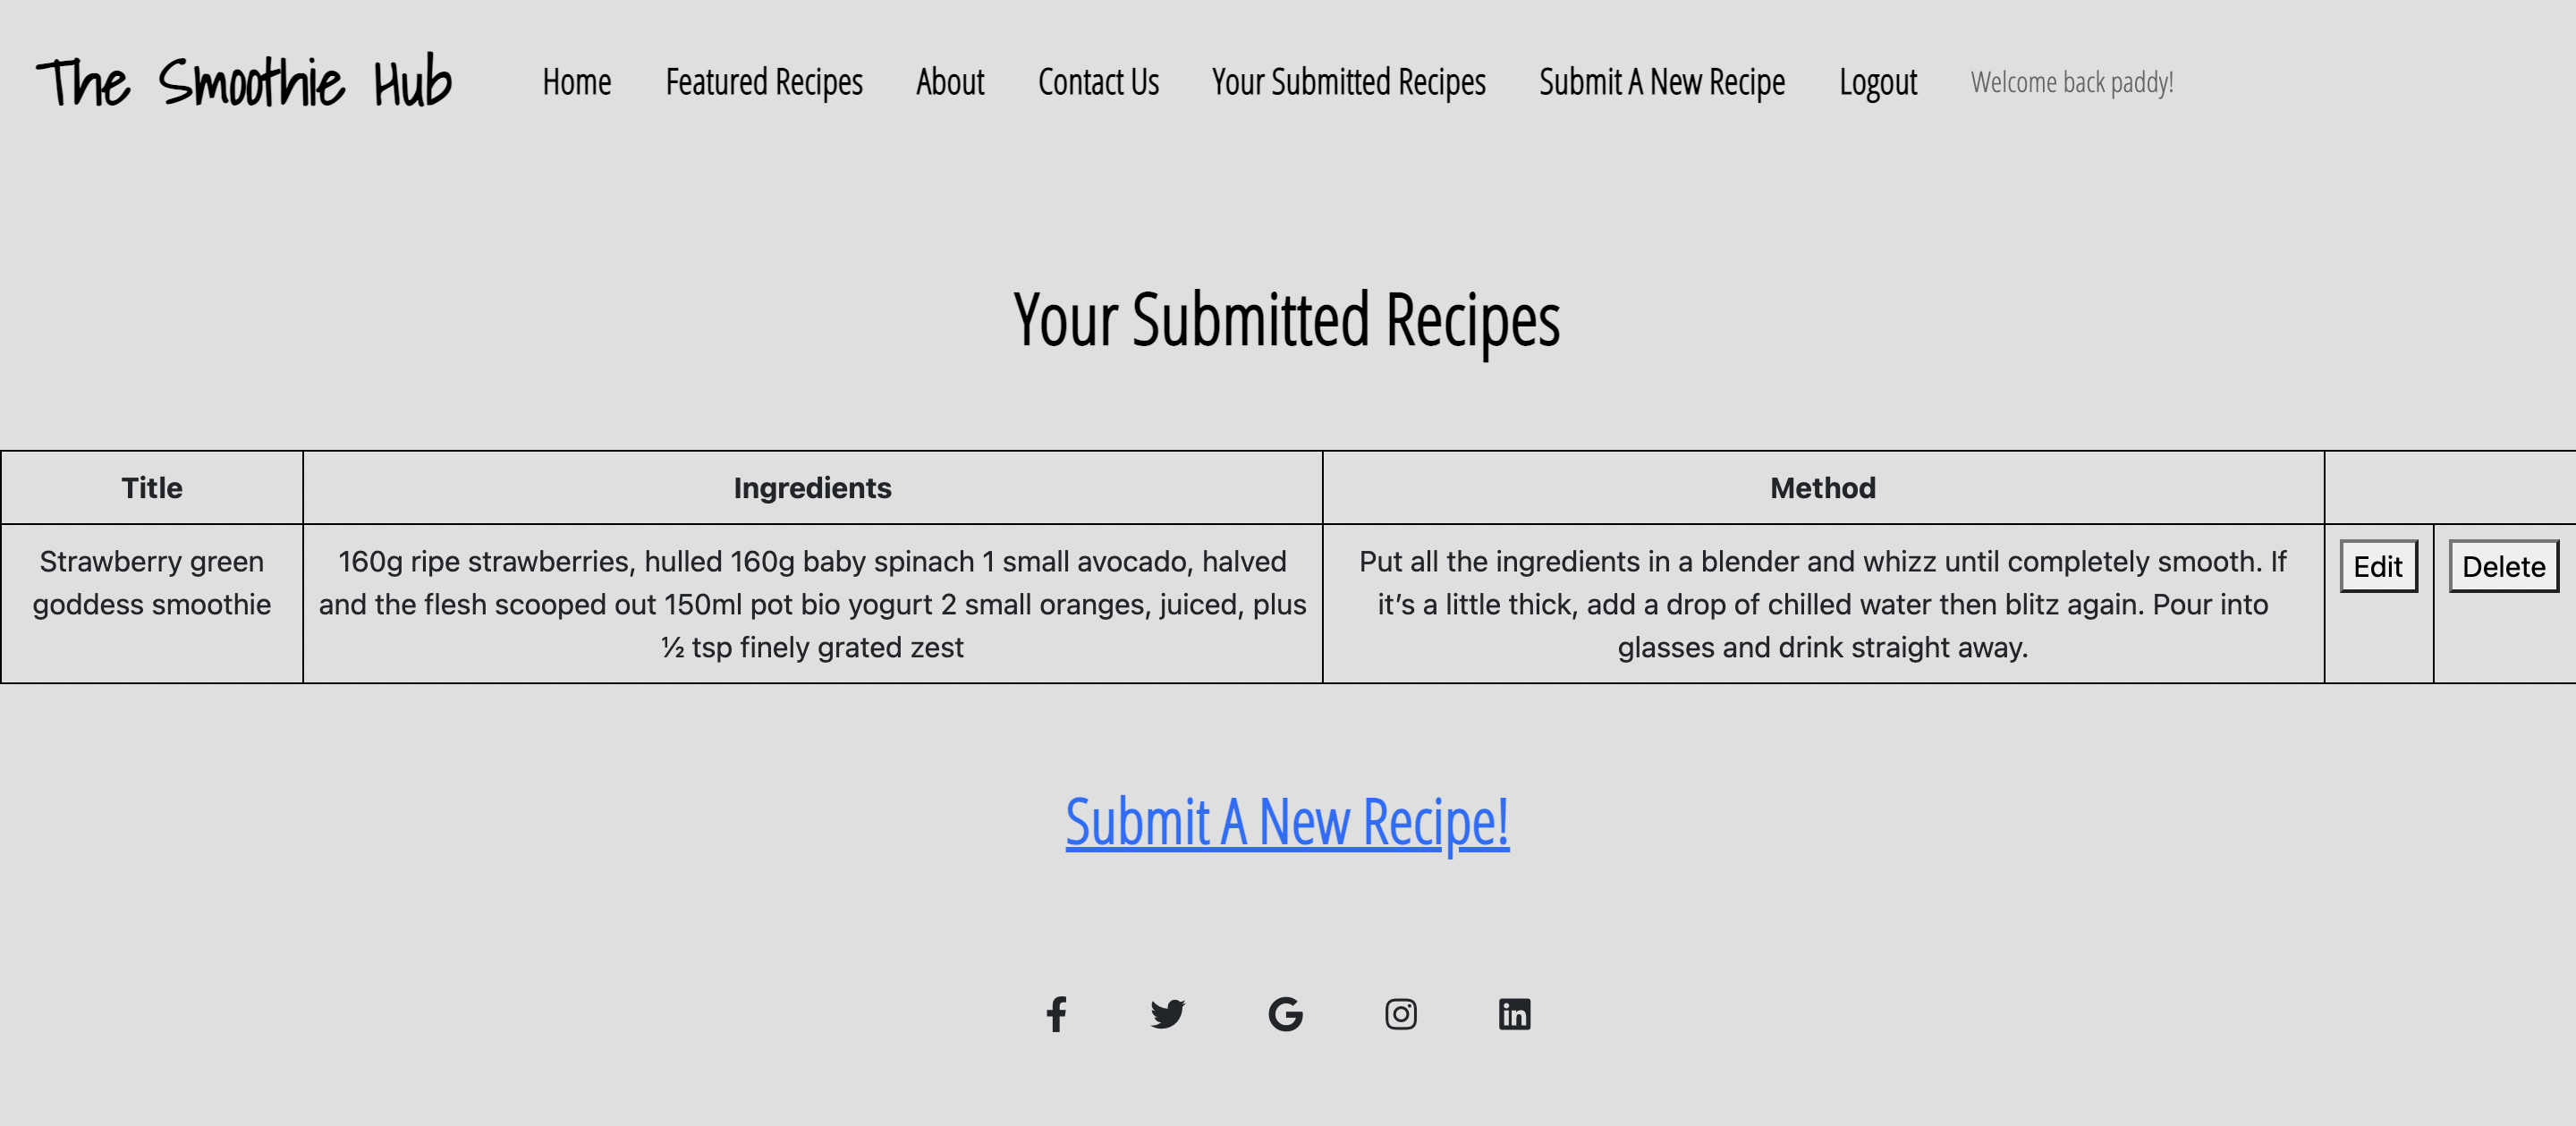 The Smoothie Hub
Home Featured Recipes About Contact Us Your Submitted Recipes Submit A New Recipe Logout Welcome back paddy!
Your Submitted Recipes
Title Ingredients Method
Strawberry green
goddess smoothie
160g ripe strawberries, hulled 160g baby spinach 1 small avocado, halved
and the flesh scooped out 150ml pot bio yogurt 2 small oranges, juiced, plus
½ tsp finely grated zest
Put all the ingredients in a blender and whizz until completely smooth. If
it’s a little thick, add a drop of chilled water then blitz again. Pour into
glasses and drink straight away.
Edit Delete
Submit A New Recipe!